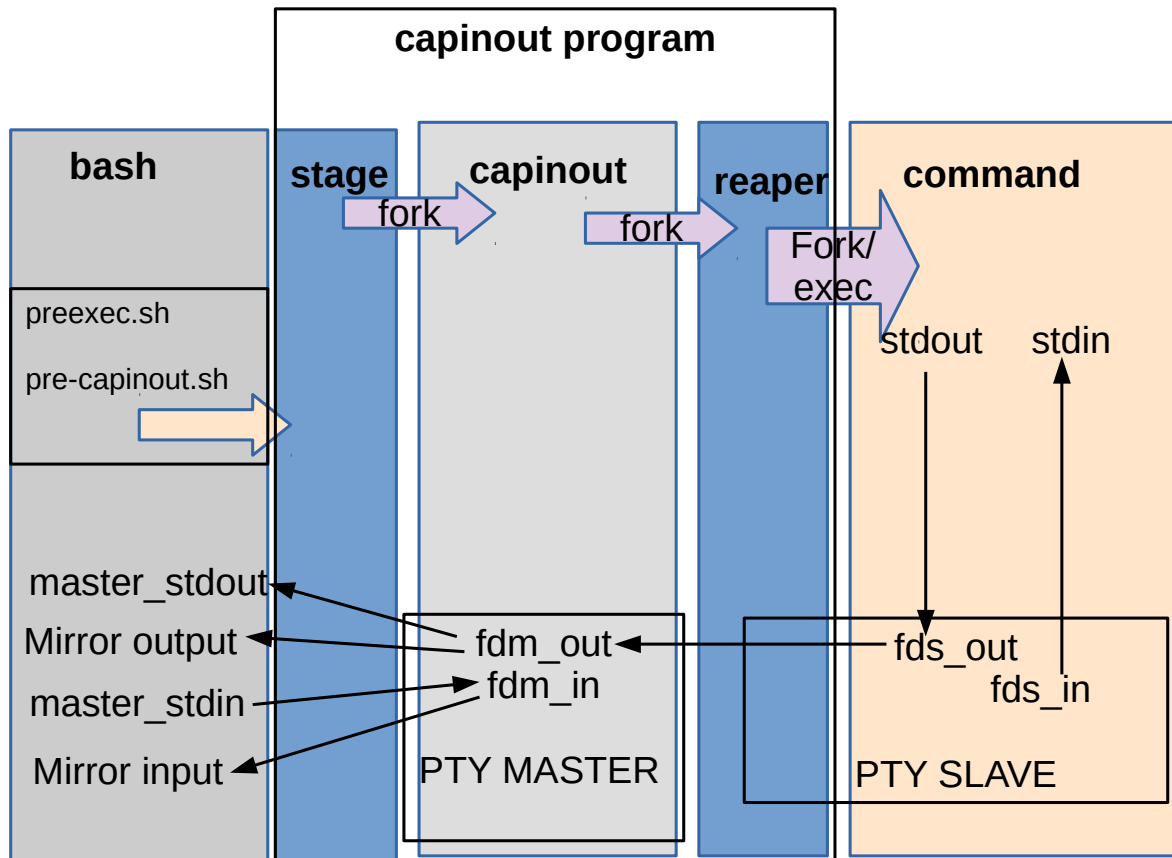 capinout program
bash
stage
capinout
reaper
command
fork
fork
Fork/
exec
preexec.sh
pre-capinout.sh
stdout
stdin
master_stdout
Mirror output
master_stdin
Mirror input
fdm_out
fdm_in
PTY MASTER
fds_out
fds_in
PTY SLAVE